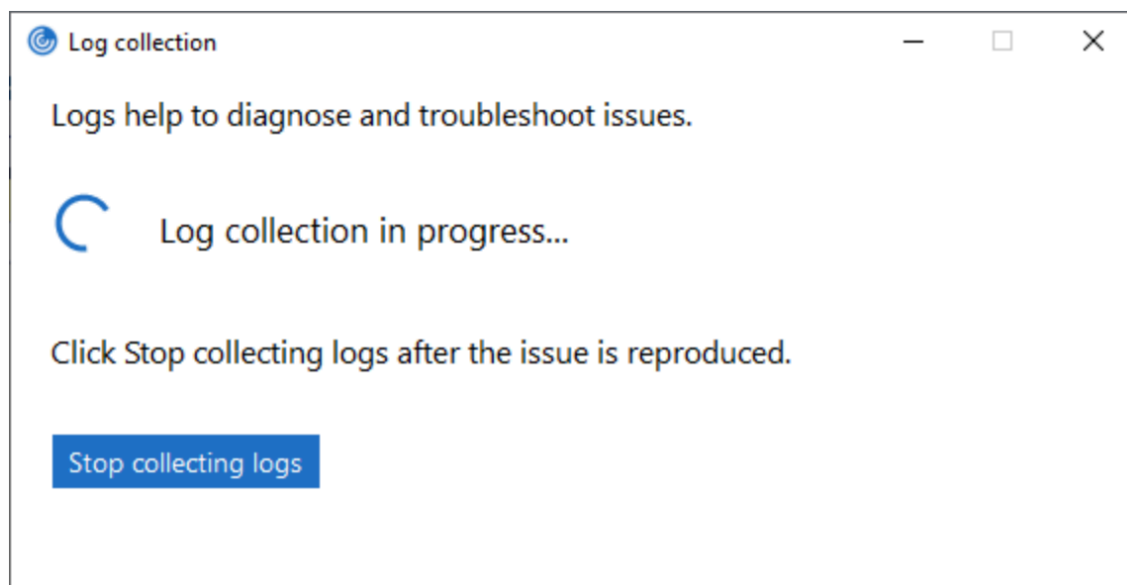 Log collection
Logs help to diagnose and troubleshoot issues.
Log collection in progress...
Click Stop collecting logs after the issue is reproduced.
Stop collecting logs